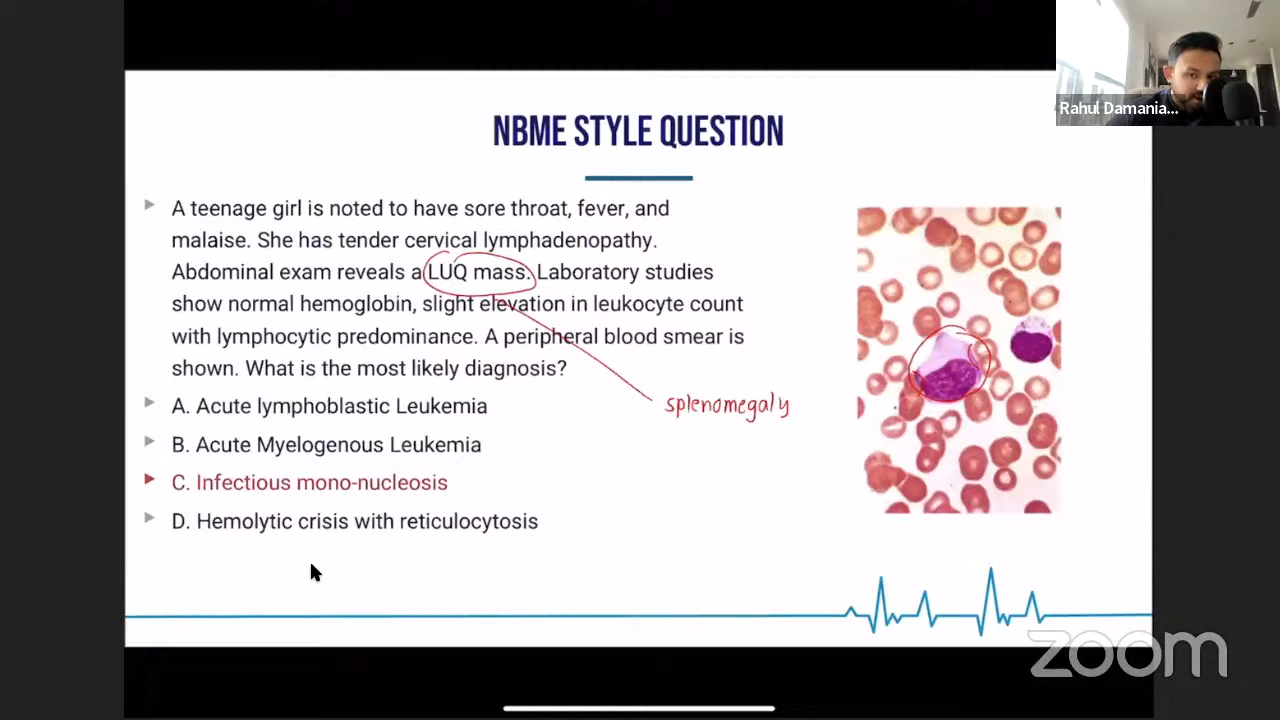 Rahul Damania...
NBME STYLE QUESTION
A teenage girl is noted to have sore throat, fever, and
malaise. She has tender cervical lymphadenopathy.
Abdominal exam reveals a LUQ mass. Laboratory studies
show normal hemoglobin, slight elevation in leukocyte count
with lymphocytic predominance. A peripheral blood smear is
shown. What is the most likely diagnosis?
A. Acute lymphoblastic Leukemia
splenomegaly
B. Acute Myelogenous Leukemia
C. Infectious mono-nucleosis
D. Hemolytic crisis with reticulocytosis
zoom